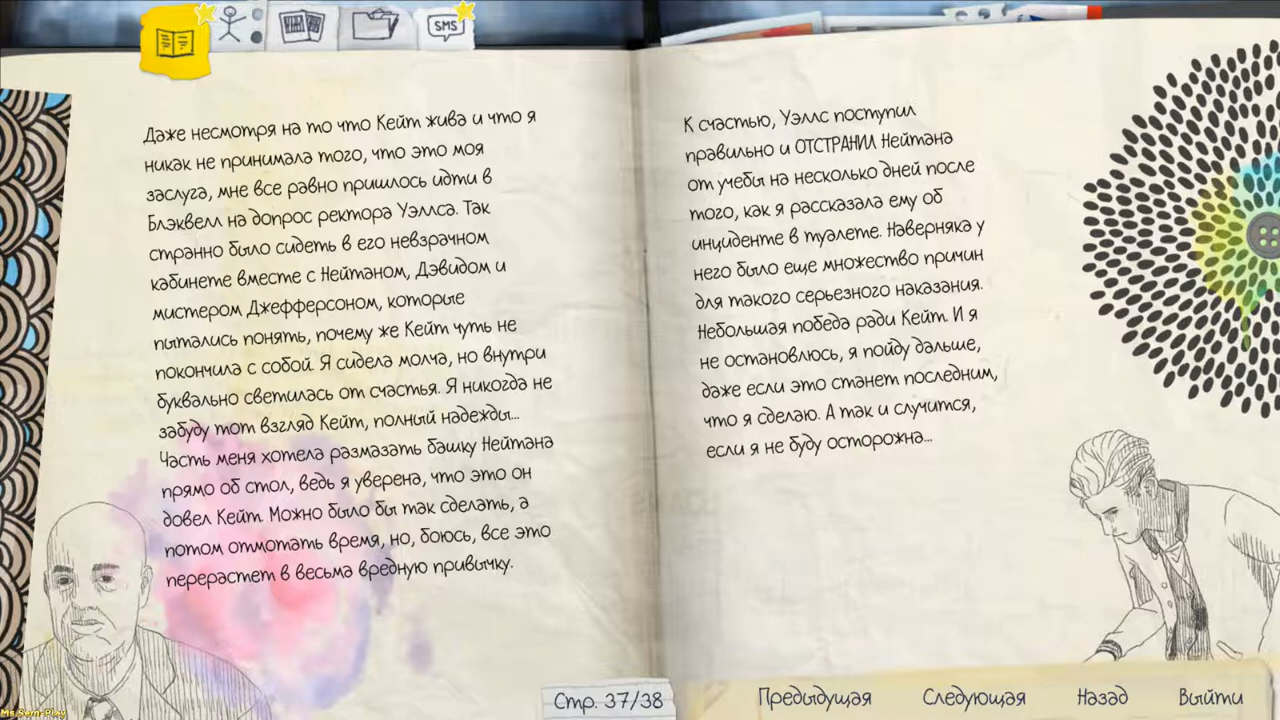 SMS
Даже несмотря на то что Кейт жива и что я
никак не принимала того, что это моя
заслуга, мне все равно пришлось идти в
Блэквелл на допрос ректора Уэллса. Так
странно было сидеть в его невзрачном
кабинете вместе с Нейтаном, Дэвидом и
мистером Джефферсоном, которые
пытались понять, почему же Кейт чуть не
покончила с собой. Я сидела молча, но внутри
буквально светилась от счастья. Я никогда не
забуду тот взгляд Кейт, полный надежды...
Часть меня хотела размазать башку Нейтана
прямо об стол, ведь я уверена, что это он
довел Кейт. Можно было бы так сделать, а
потом отмотать время, но, боюсь, все это
перерастет в весьма вредную привычку.
К счастью, Уэллс поступил
правильно и ОТСТРАНИЛ Нейтана
от учебы на несколько дней после
того, как я рассказала ему об
инциденте в туалете. Наверняка у
него было еще множество причин
для такого серьезного наказания.
Небольшая победа ради Кейт. И я
не остановлюсь, я пойду дальше,
даже если это станет последним,
что я сделаю. А так и случится,
если я не буду осторожна...
Стр. 37/38
Предыдущая Следующая Назад Выйти
Ms.Sem-Play